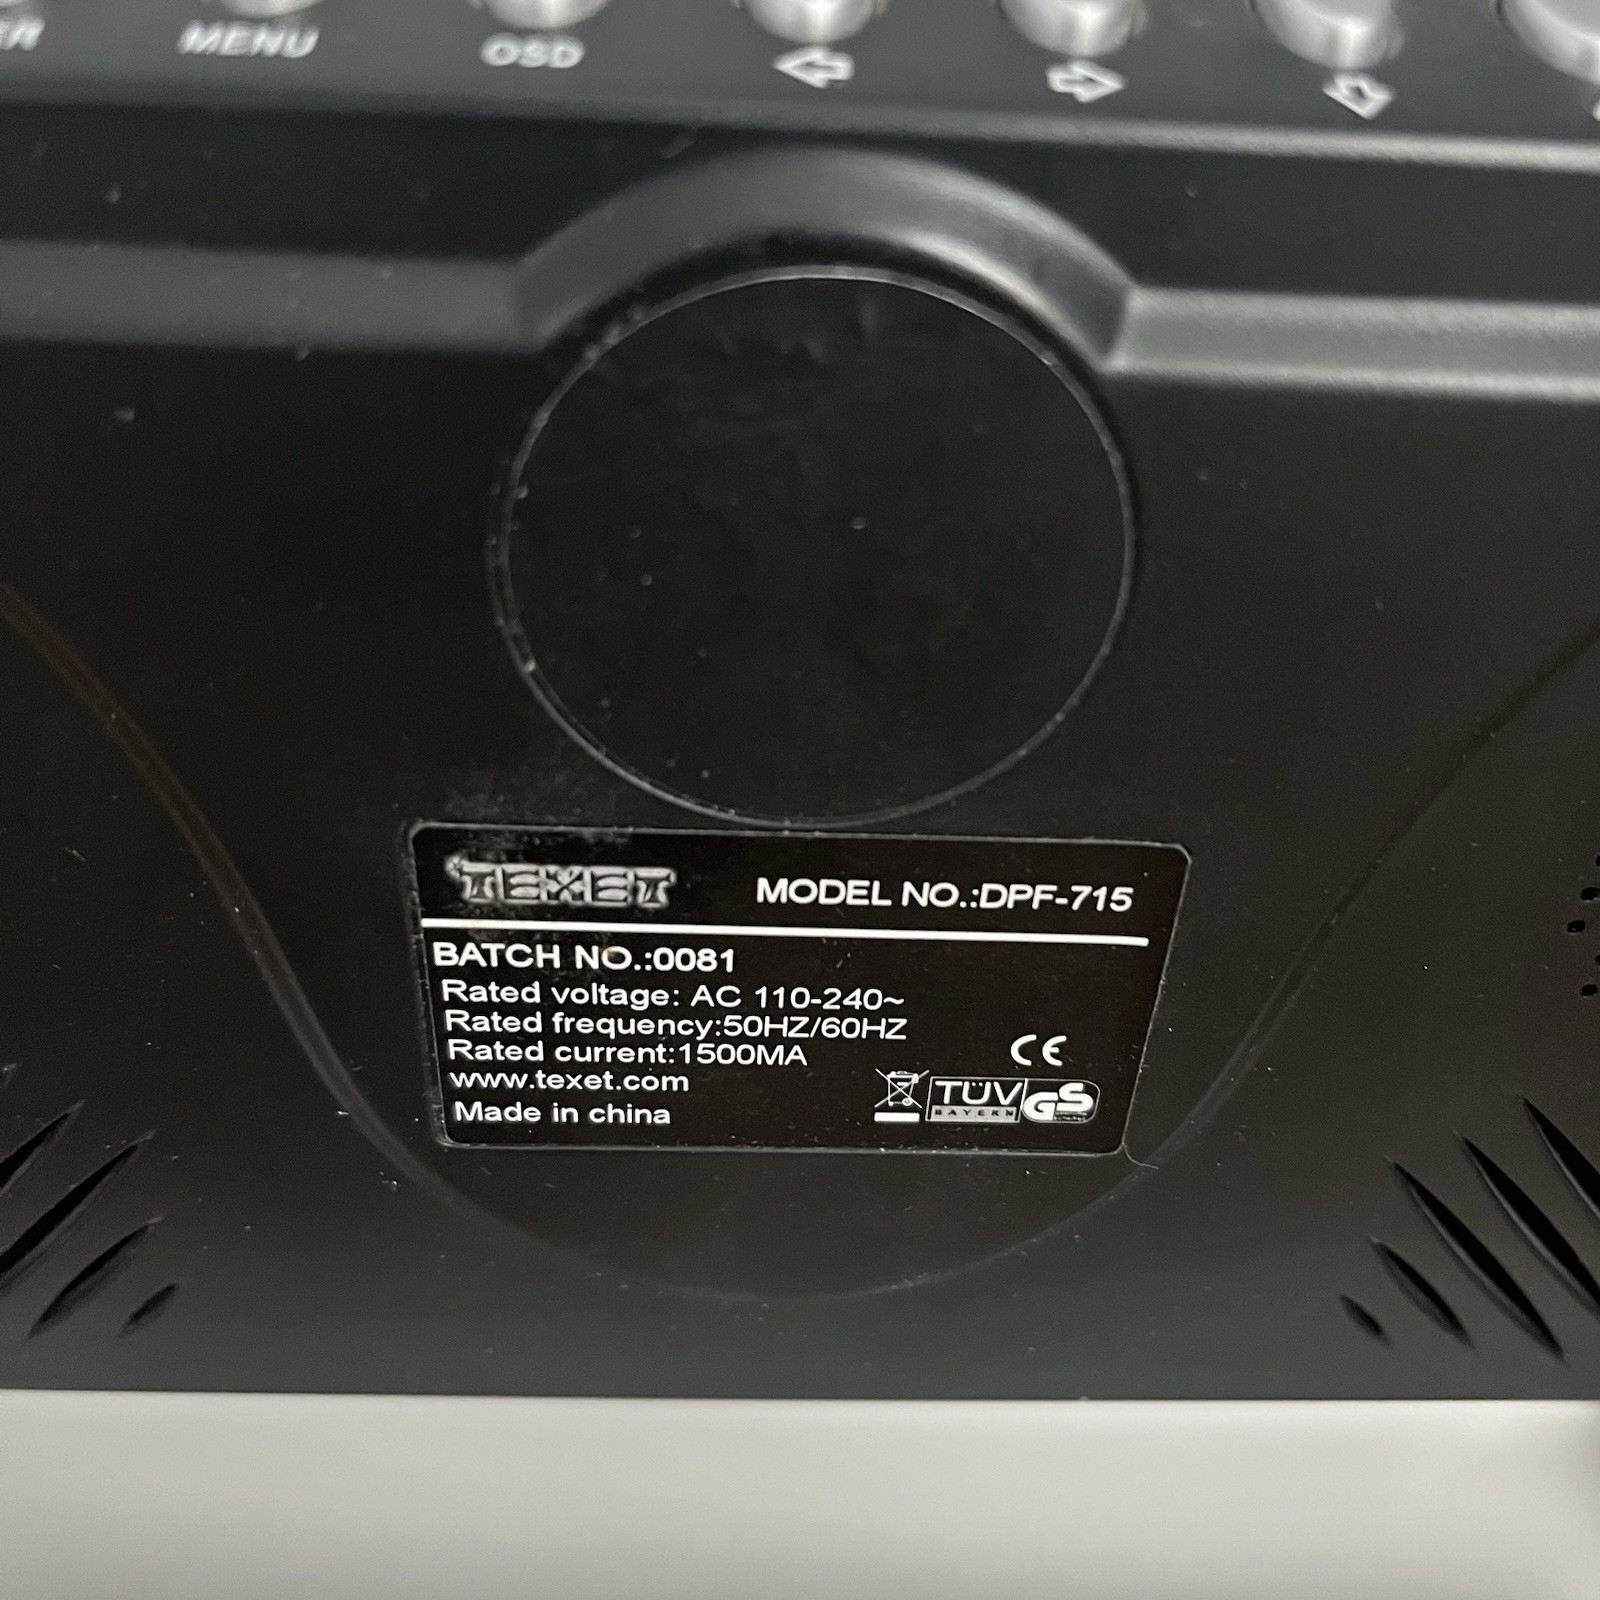 MENU
OSD
TEXET MODEL NO.:DPF-715
BATCH NO.:0081
Rated voltage: AC 110-240~
Rated frequency:50HZ/60HZ
Rated current:1500MA
www.texet.com
Made in china
CE
TÜV
BAYERN
GS